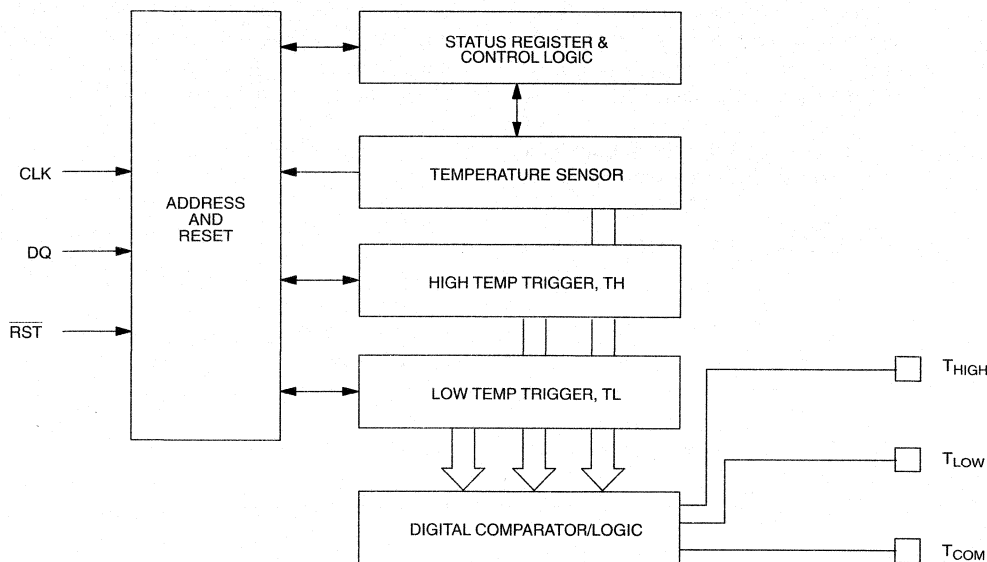 STATUS REGISTER &
CONTROL LOGIC
CLK
TEMPERATURE SENSOR
ADDRESS
AND
RESET
DQ
HIGH TEMP TRIGGER, TH
RST
LOW TEMP TRIGGER, TL
THIGH
TLOW
DIGITAL COMPARATOR/LOGIC
TCOM